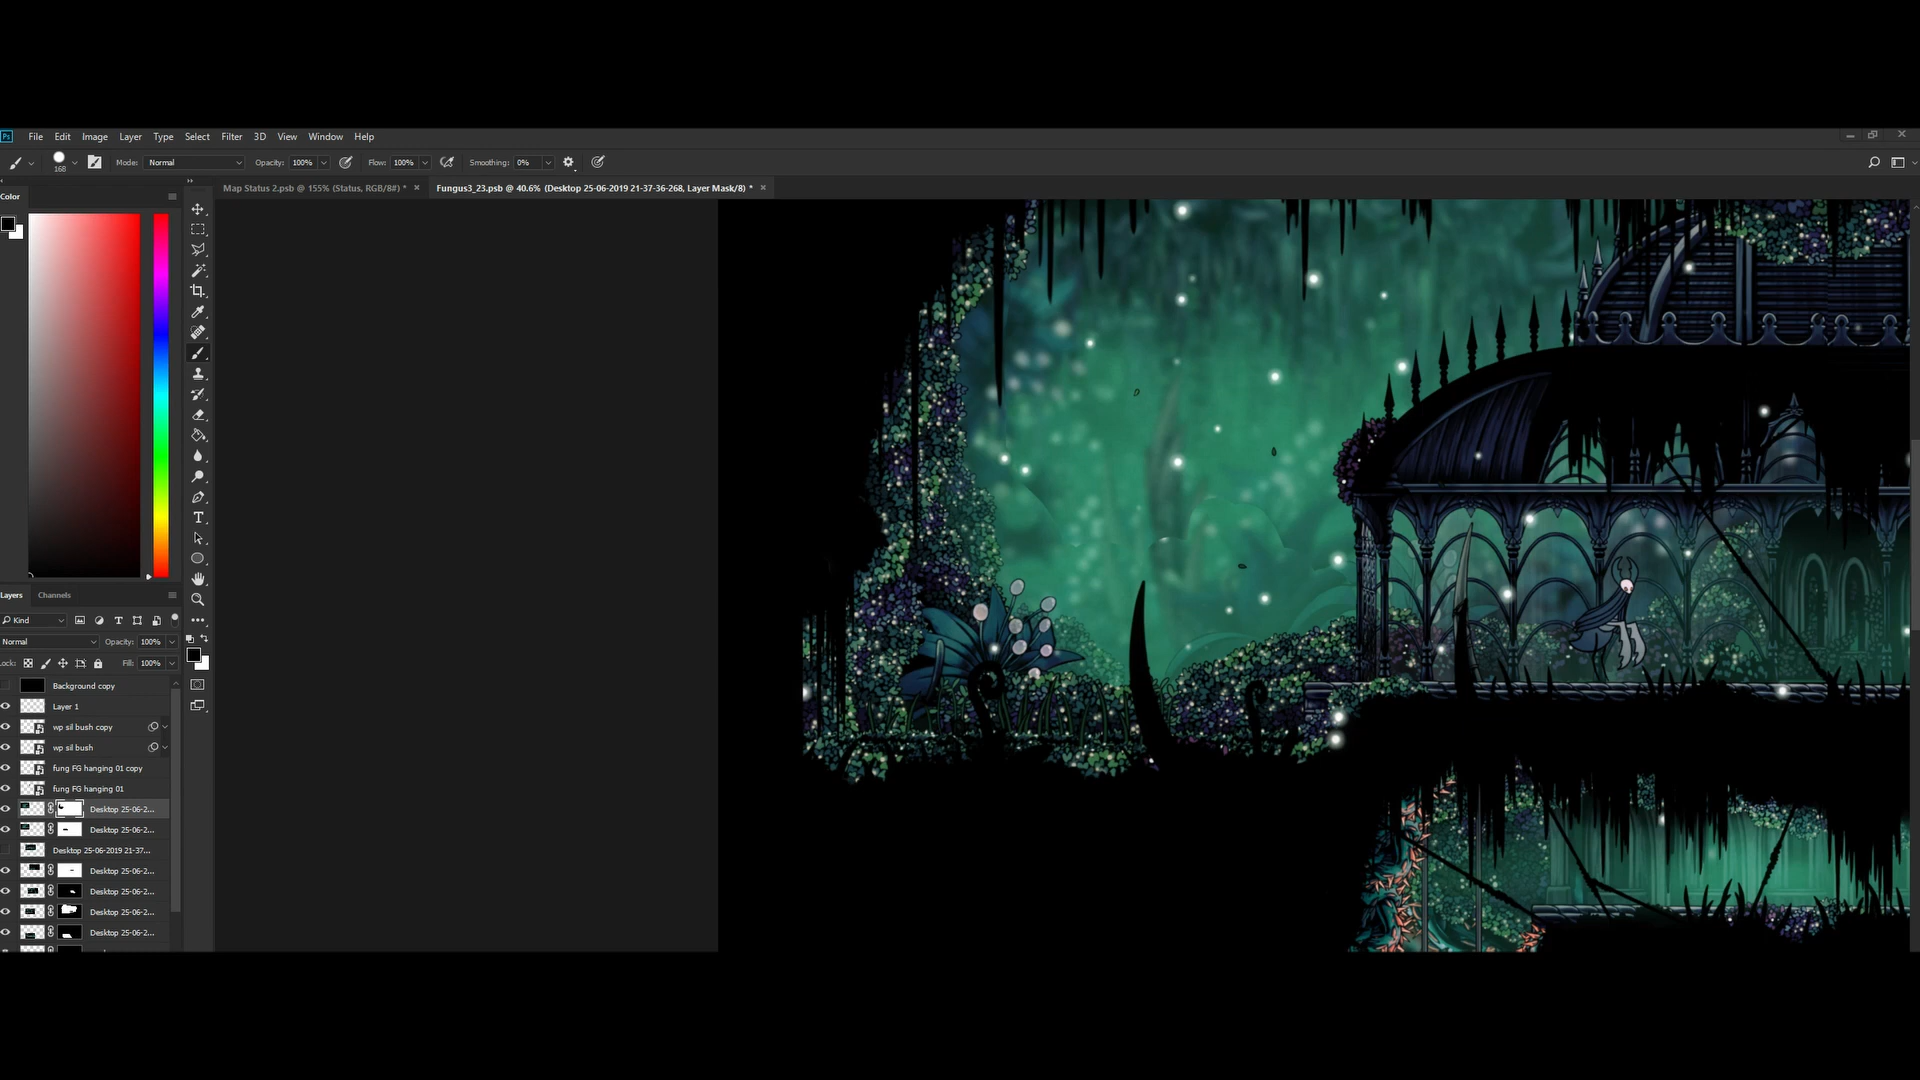 Ps File Edit Image Layer Type Select Filter 3D View Window Help
168 Mode: Normal Opacity: 100% Flow: 100% Smoothing: 0%
Map Status 2.psb @ 155% (Status, RGB/8#) * Fungus3_23.psb @ 40.6% (Desktop 25-06-2019 21-37-36-268, Layer Mask/8) *
Color
Layers Channels
Kind
Normal Opacity: 100%
Lock: Fill: 100%
Background copy
Layer 1
wp sil bush copy
wp sil bush
fung FG hanging 01 copy
fung FG hanging 01
Desktop 25-06-2...
Desktop 25-06-2...
Desktop 25-06-2019 21-37...
Desktop 25-06-2...
Desktop 25-06-2...
Desktop 25-06-2...
Desktop 25-06-2...